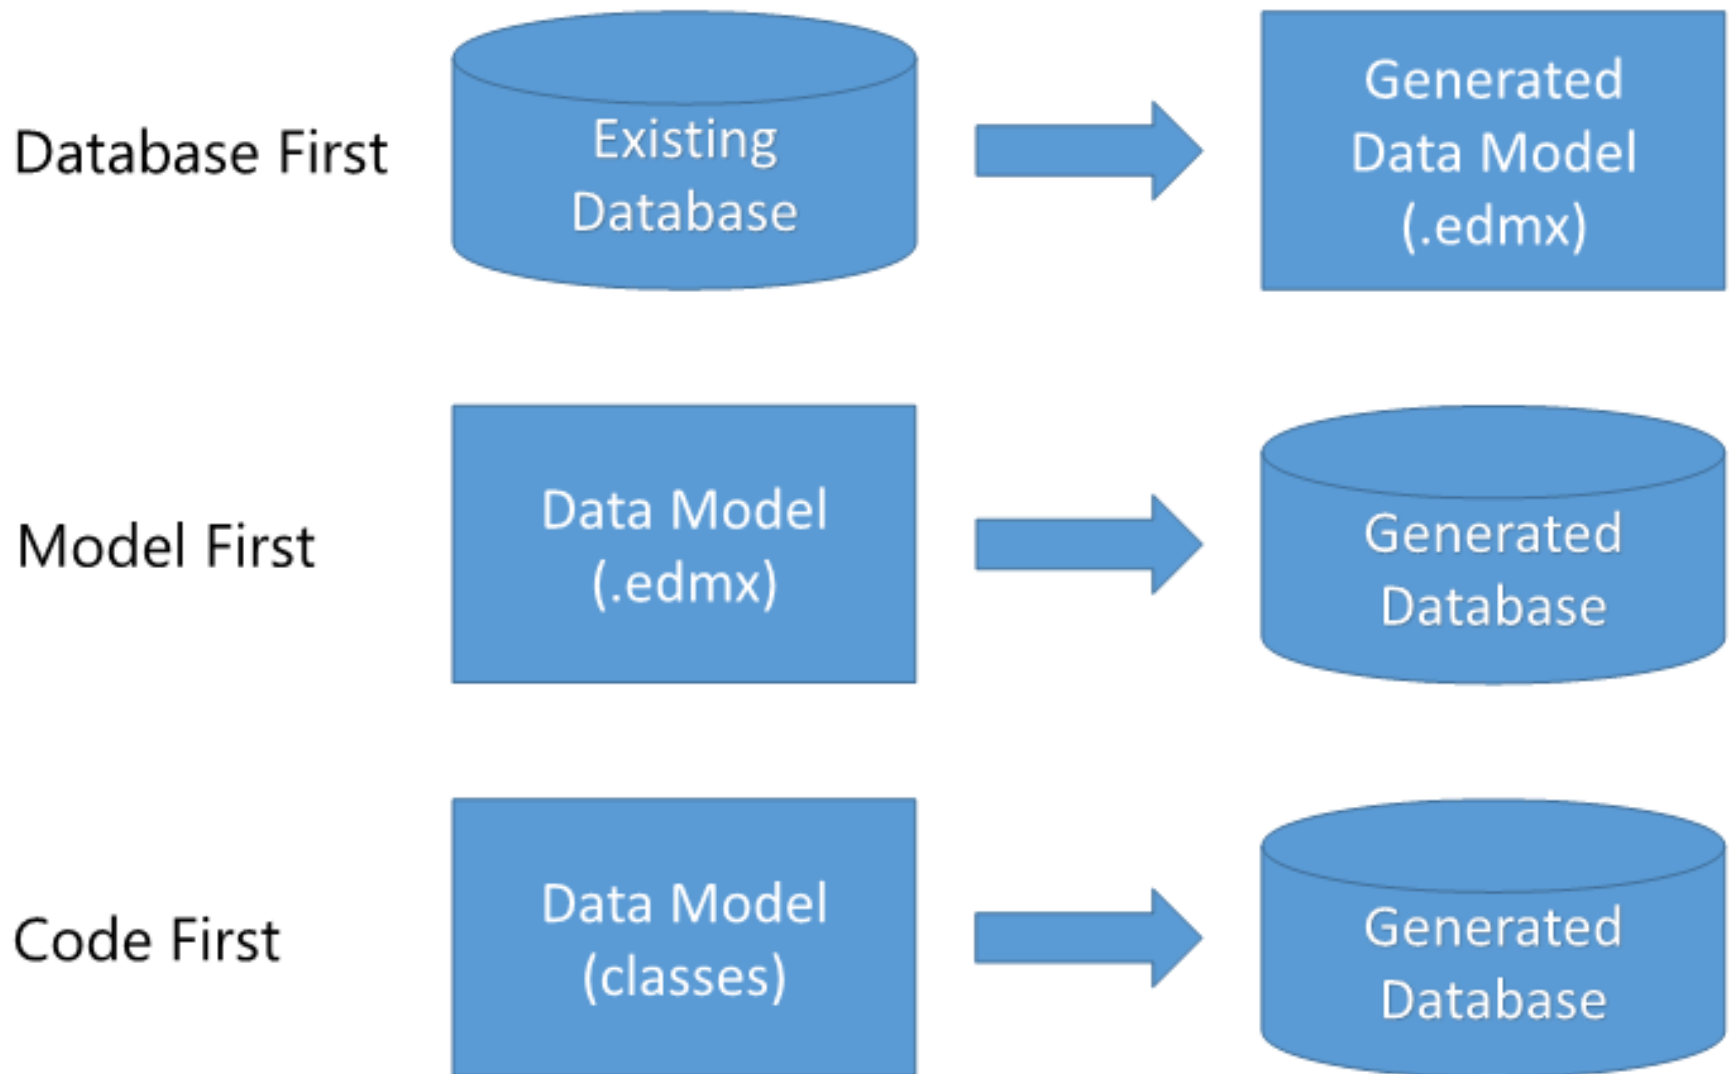 Database First
Existing
Database
Generated
Data Model
(.edmx)
Model First
Data Model
(.edmx)
Generated
Database
Code First
Data Model
(classes)
Generated
Database